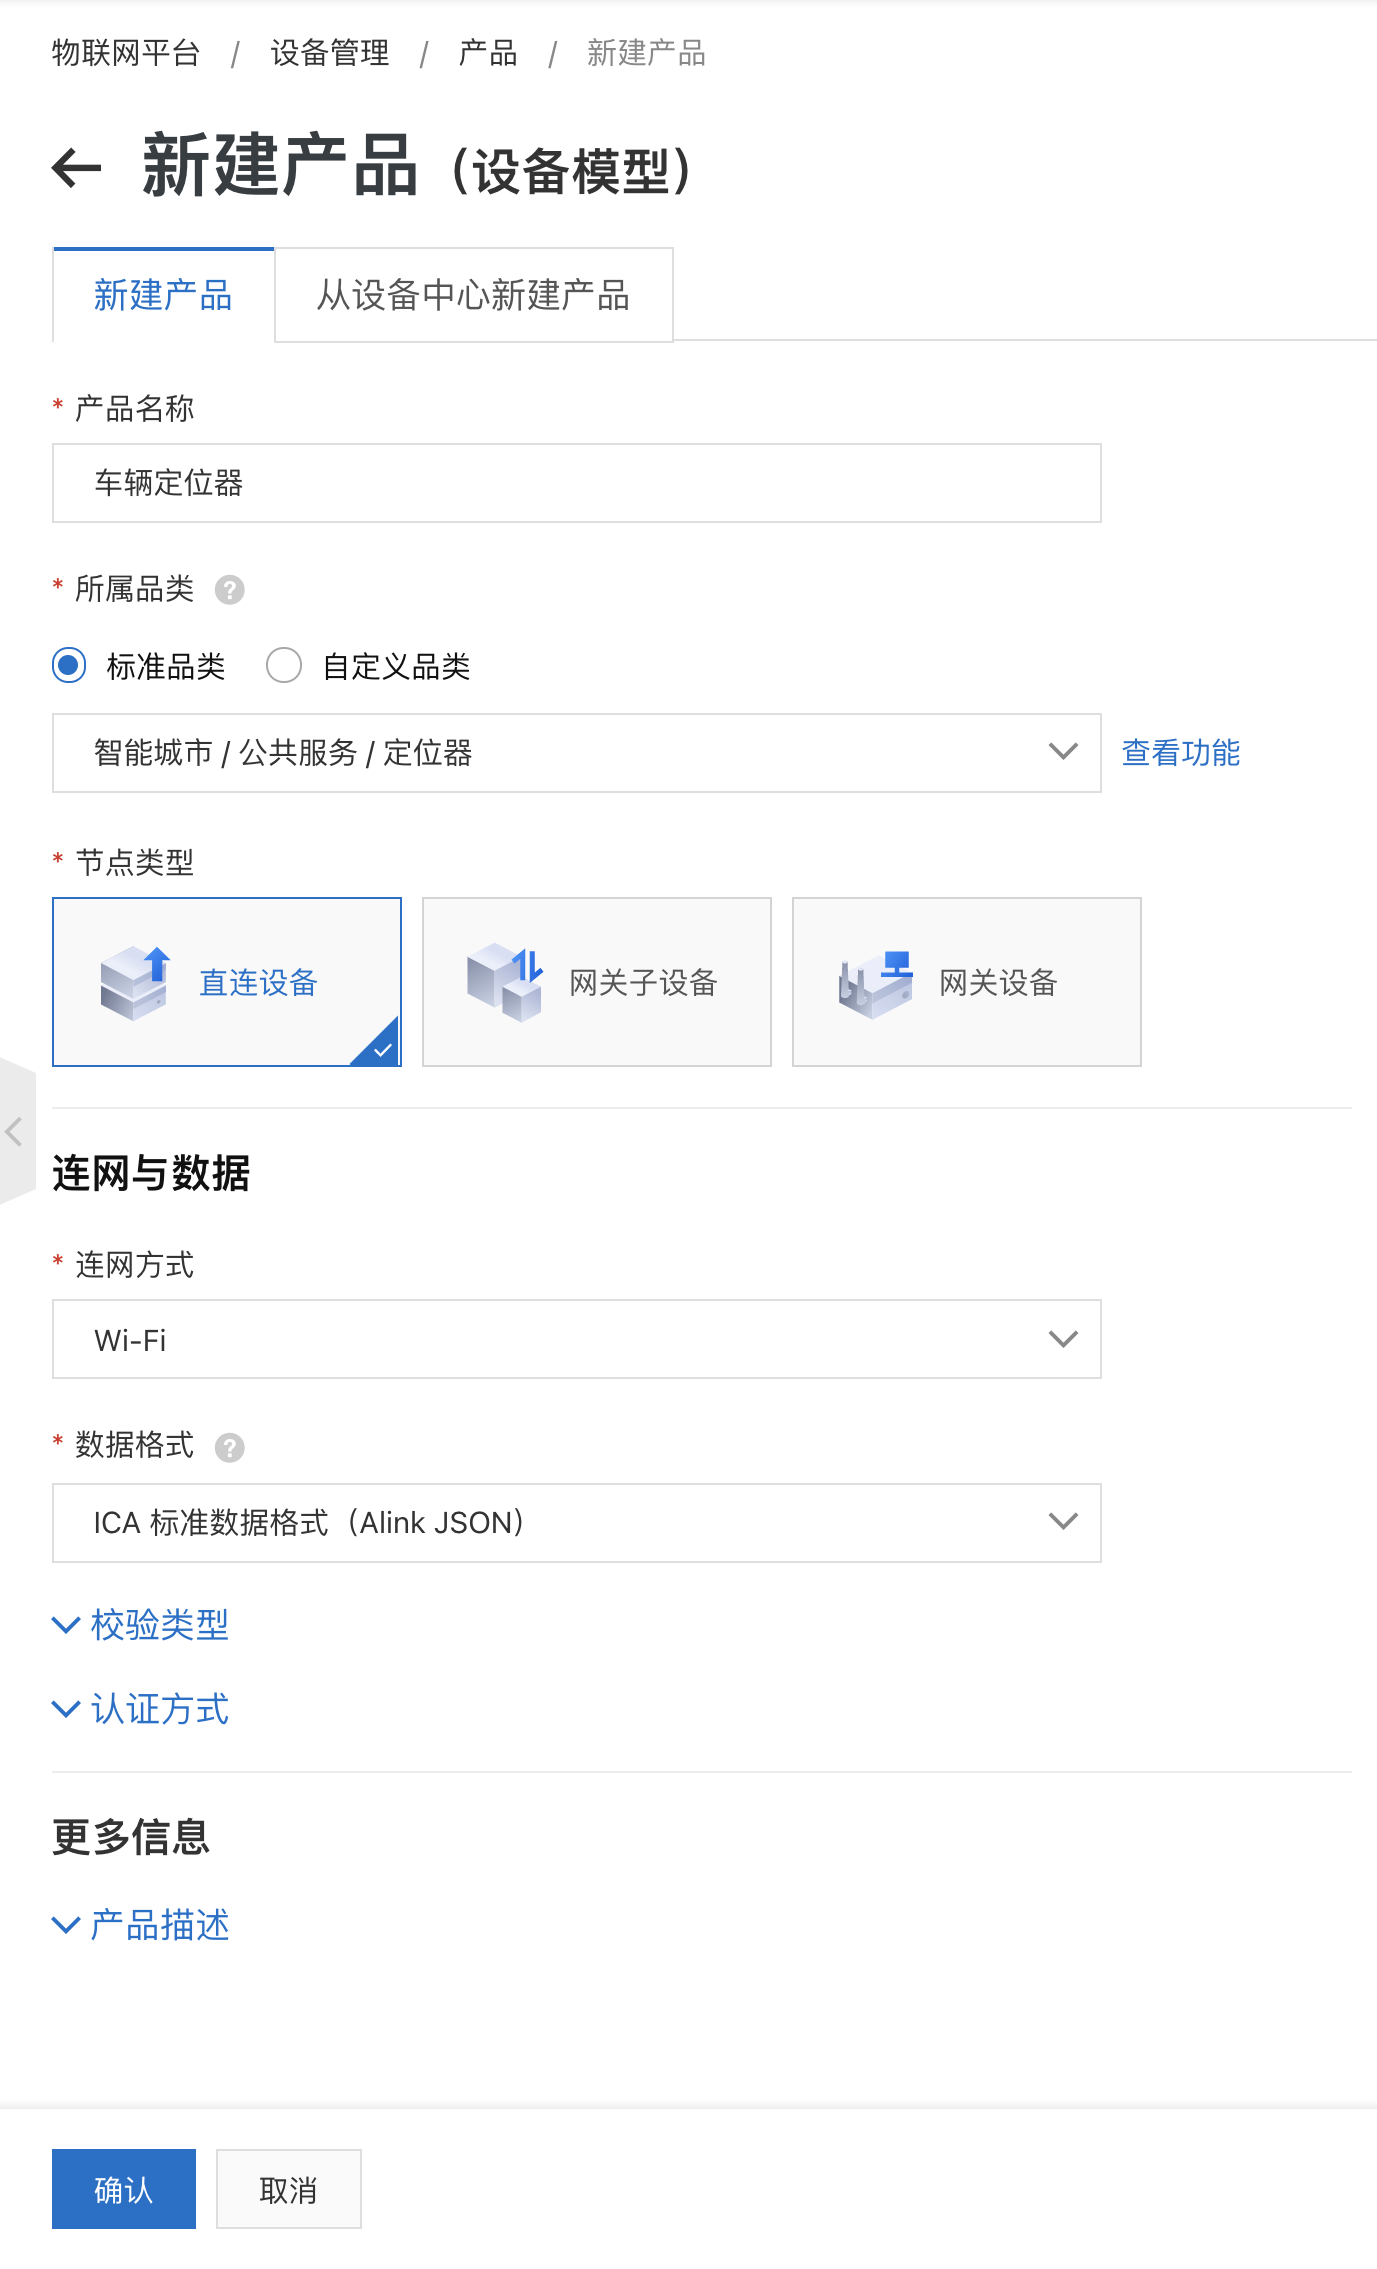 物联网平台 / 设备管理 / 产品 / 新建产品
新建产品（设备模型）
新建产品 从设备中心新建产品
* 产品名称
车辆定位器
* 所属品类 ?
标准品类 自定义品类
智能城市 / 公共服务 / 定位器 查看功能
* 节点类型
直连设备 网关子设备 网关设备
连网与数据
* 连网方式
Wi-Fi
* 数据格式 ?
ICA 标准数据格式（Alink JSON）
校验类型
认证方式
更多信息
产品描述
确认 取消